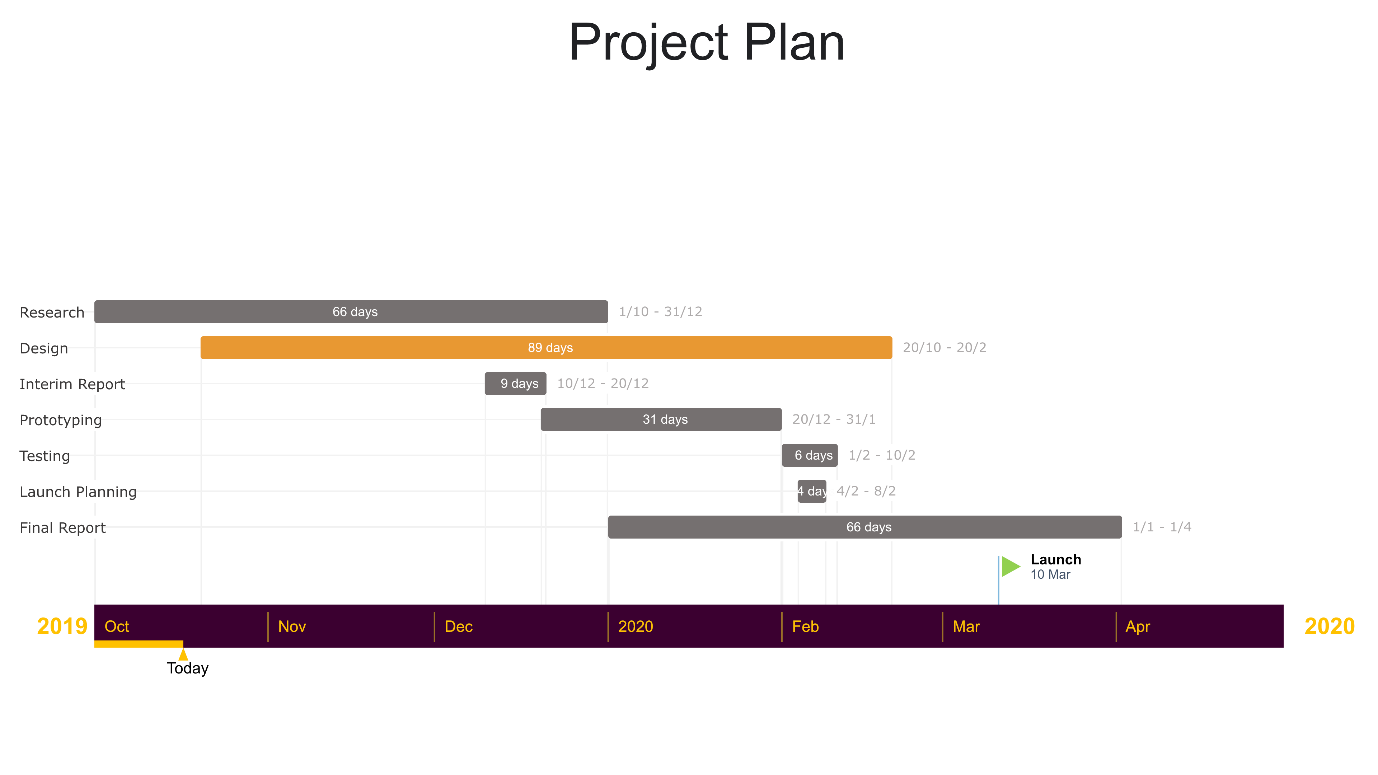 Project Plan
Research 66 days 1/10 - 31/12
Design 89 days 20/10 - 20/2
Interim Report 9 days 10/12 - 20/12
Prototyping 31 days 20/12 - 31/1
Testing 6 days 1/2 - 10/2
Launch Planning 4 day 4/2 - 8/2
Final Report 66 days 1/1 - 1/4
Launch
10 Mar
2019 Oct Nov Dec 2020 Feb Mar Apr 2020
Today